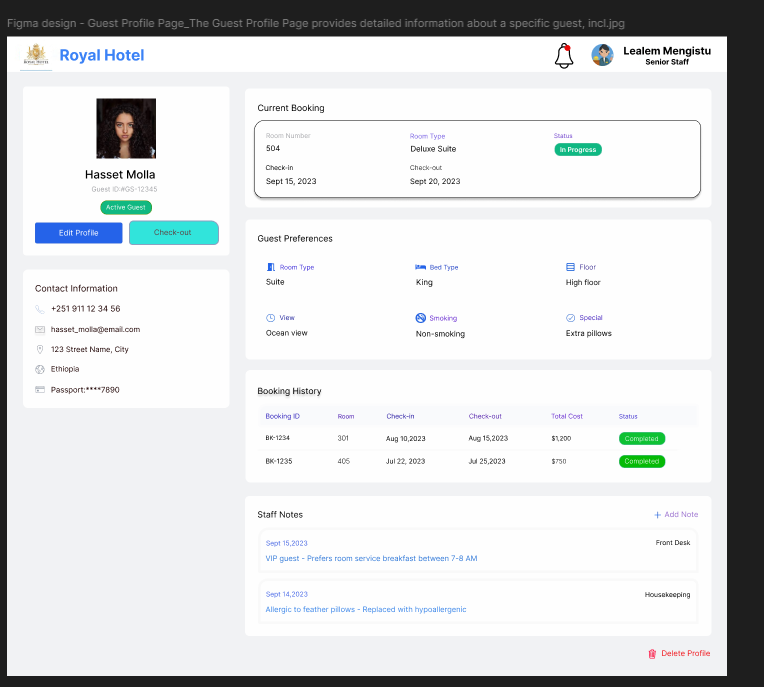 Figma design - Guest Profile Page_The Guest Profile Page provides detailed information about a specific guest, incl.jpg
ROYAL HOTEL
Royal Hotel
Lealem Mengistu
Senior Staff
Hasset Molla
Guest ID:#GS-12345
Active Guest
Edit Profile
Check-out
Contact Information
+251 911 12 34 56
hasset_molla@email.com
123 Street Name, City
Ethiopia
Passport:****7890
Current Booking
Room Number Room Type Status
504 Deluxe Suite In Progress
Check-in Check-out
Sept 15, 2023 Sept 20, 2023
Guest Preferences
Room Type Bed Type Floor
Suite King High floor
View Smoking Special
Ocean view Non-smoking Extra pillows
Booking History
Booking ID Room Check-in Check-out Total Cost Status
BK-1234 301 Aug 10,2023 Aug 15,2023 $1,200 Completed
BK-1235 405 Jul 22, 2023 Jul 25,2023 $750 Completed
Staff Notes + Add Note
Sept 15,2023 Front Desk
VIP guest - Prefers room service breakfast between 7-8 AM
Sept 14,2023 Housekeeping
Allergic to feather pillows - Replaced with hypoallergenic
Delete Profile